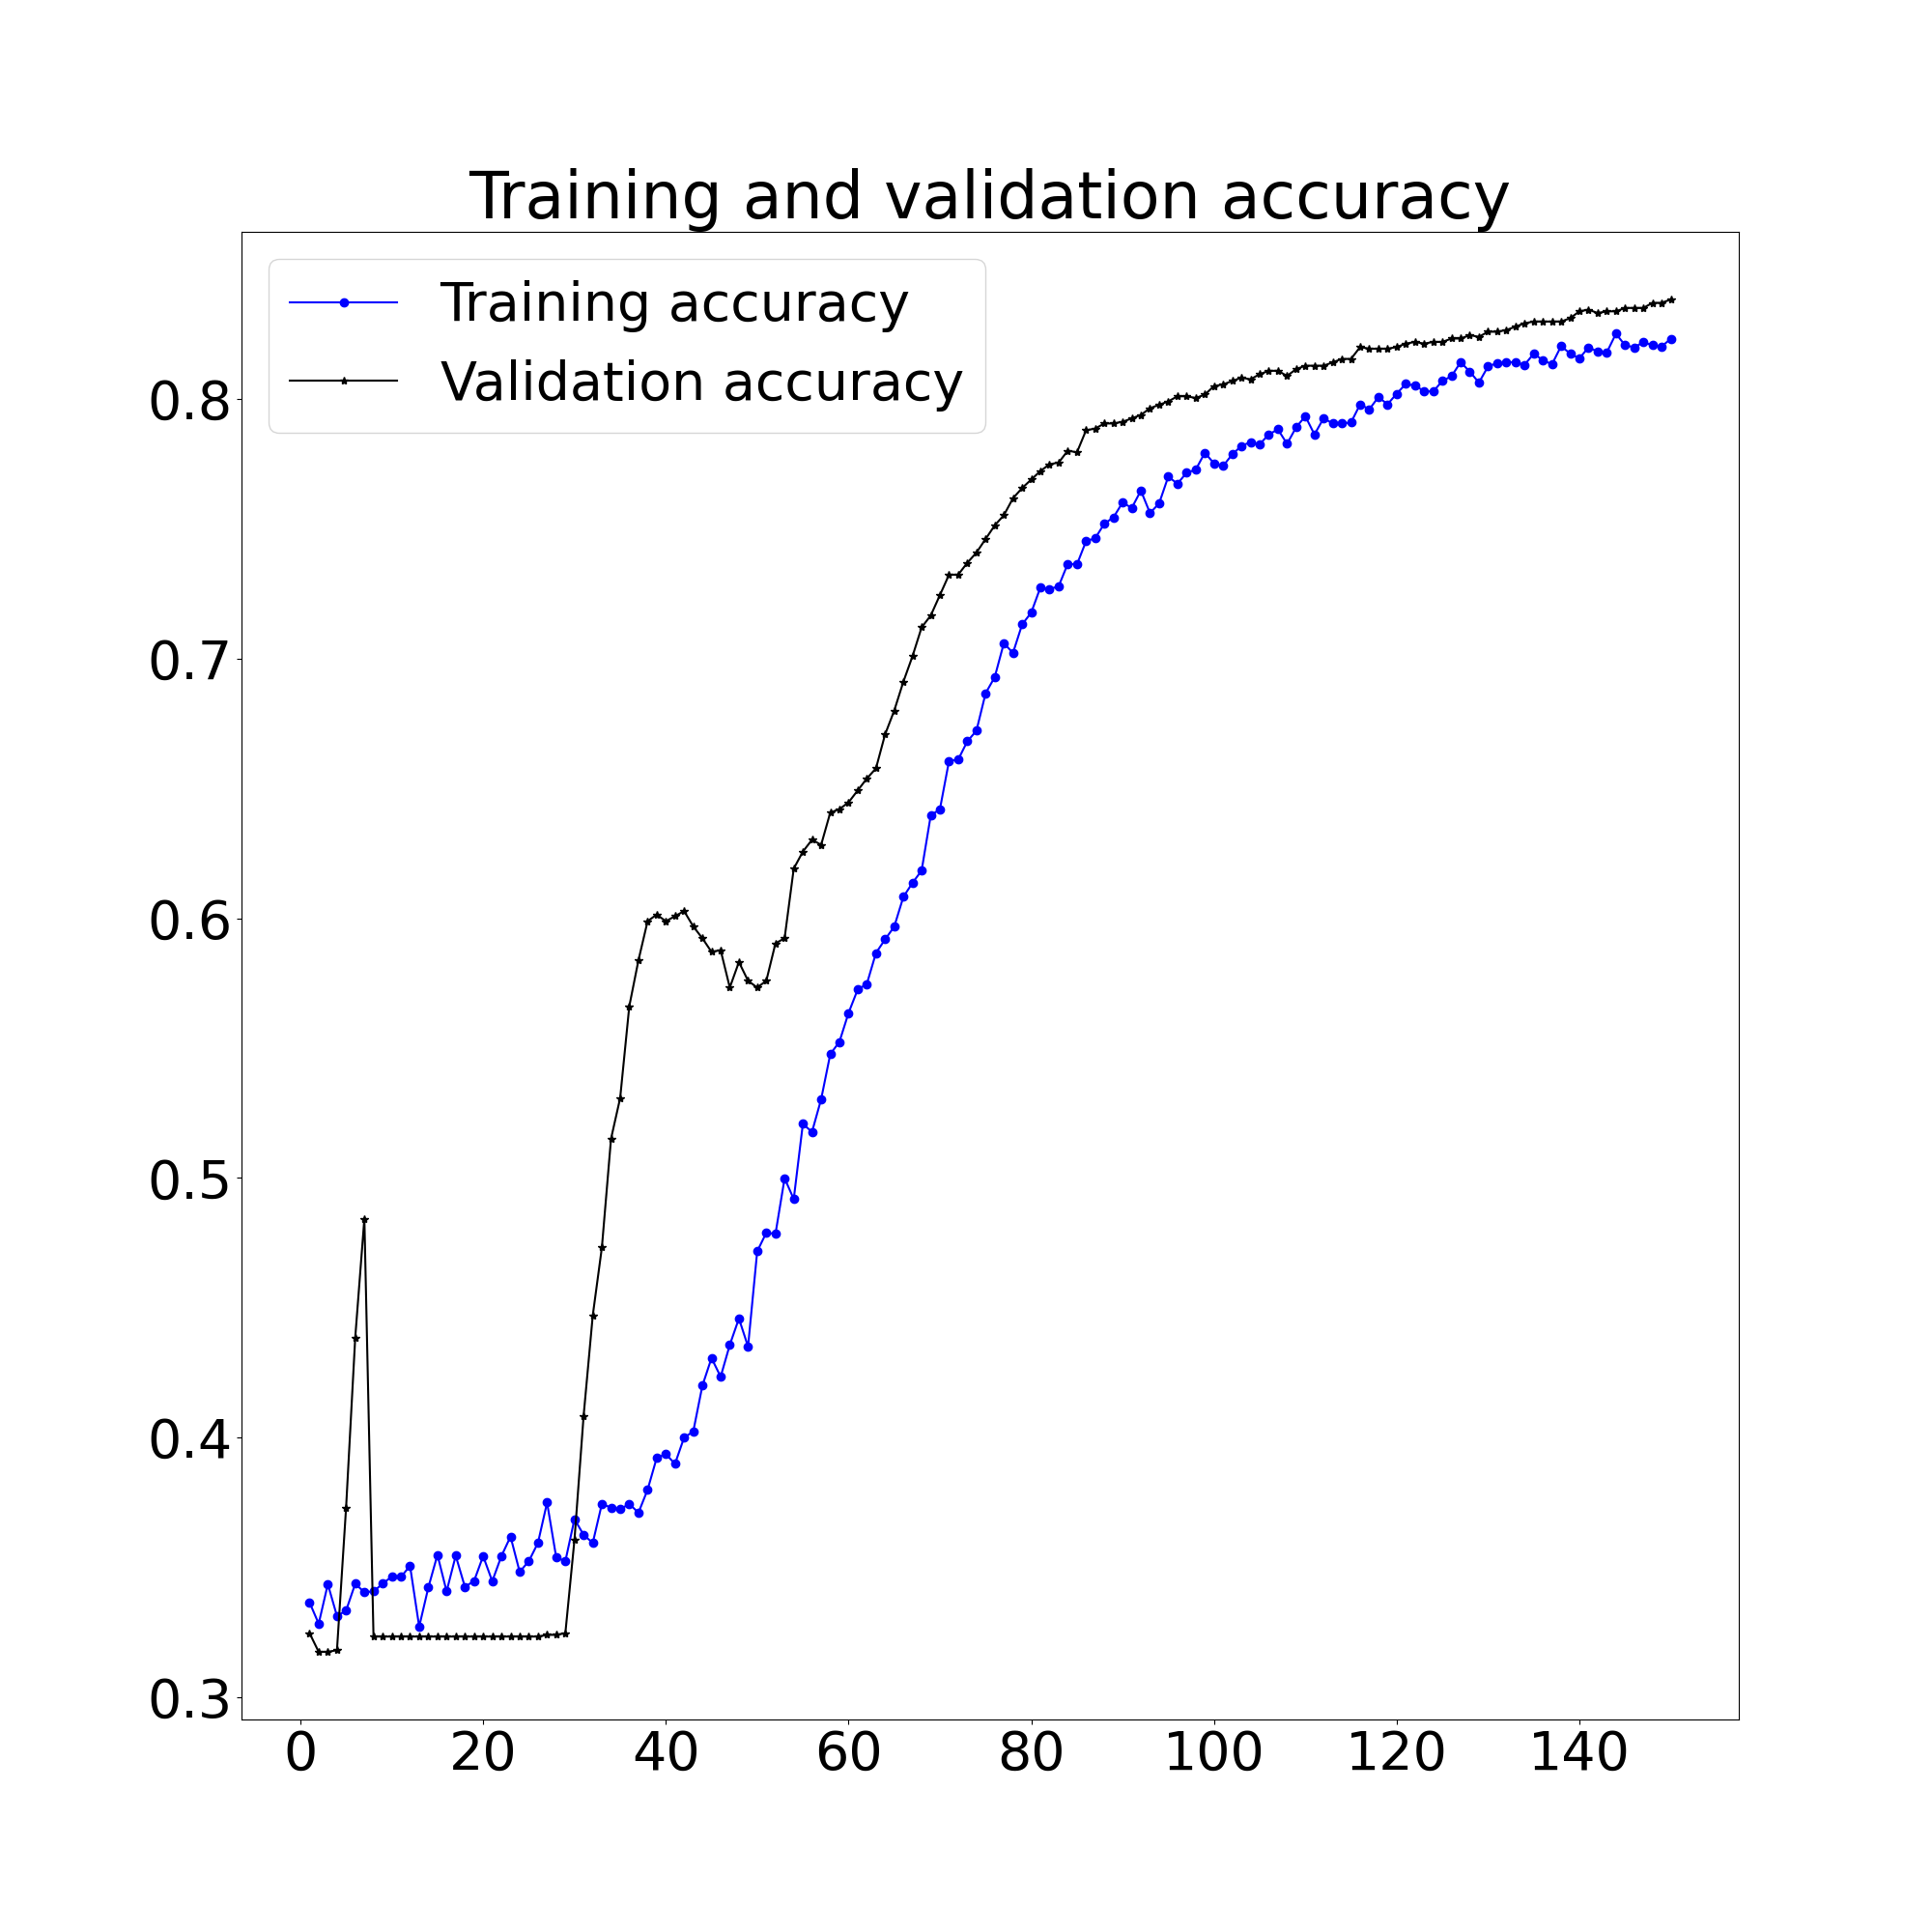 Training and validation accuracy
Training accuracy
Validation accuracy
0.8
0.7
0.6
0.5
0.4
0.3
0 20 40 60 80 100 120 140